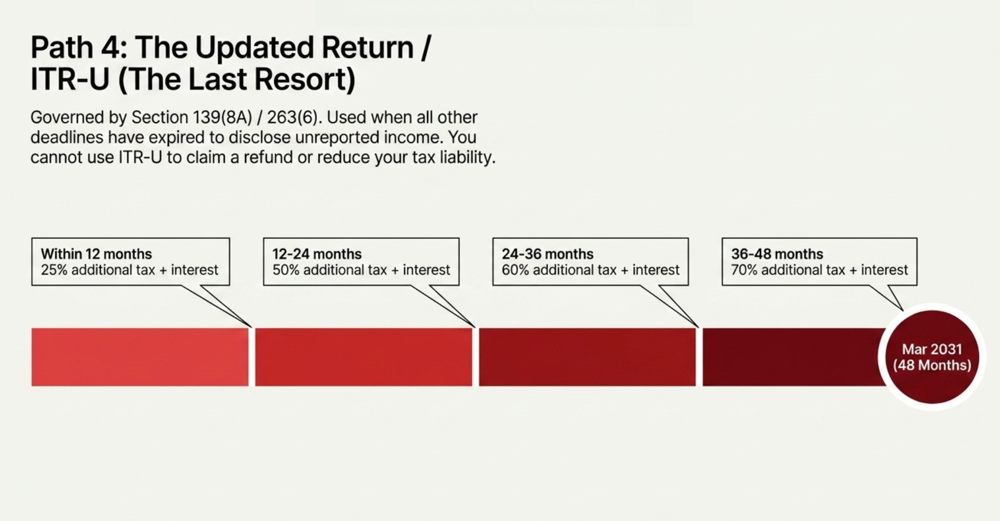 Path 4: The Updated Return /
ITR-U (The Last Resort)
Governed by Section 139(8A) / 263(6). Used when all other
deadlines have expired to disclose unreported income. You
cannot use ITR-U to claim a refund or reduce your tax liability.
Within 12 months
25% additional tax + interest
12-24 months
50% additional tax + interest
24-36 months
60% additional tax + interest
36-48 months
70% additional tax + interest
Mar 2031
(48 Months)